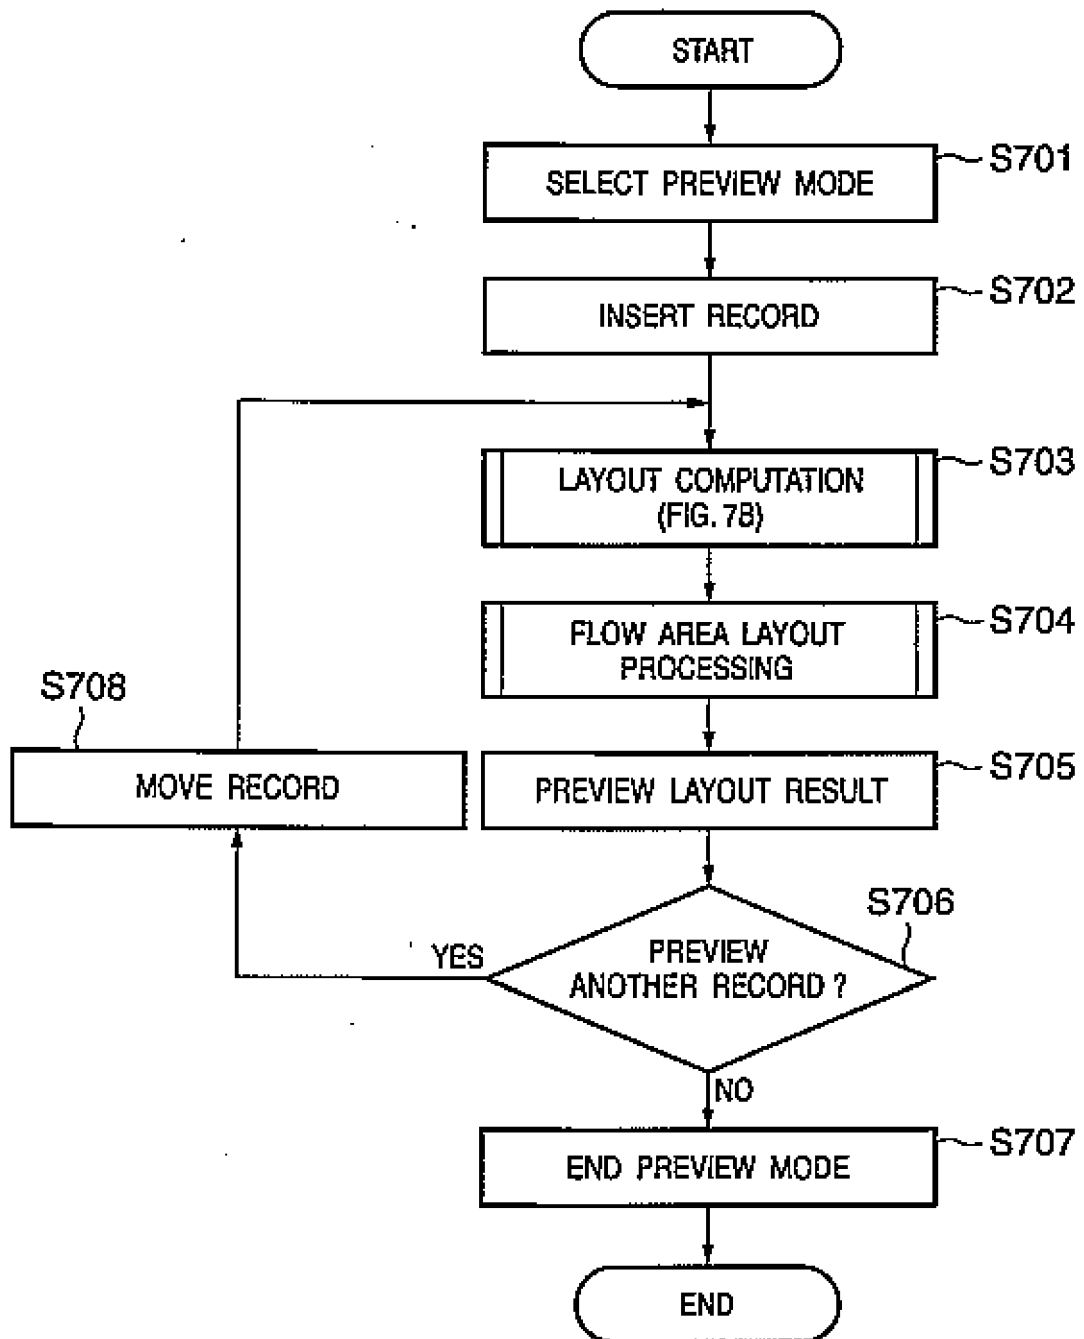 START
S701
SELECT PREVIEW MODE
S702
INSERT RECORD
S703
LAYOUT COMPUTATION
(FIG. 7B)
S704
FLOW AREA LAYOUT
PROCESSING
S708
MOVE RECORD
S705
PREVIEW LAYOUT RESULT
S706
YES
PREVIEW
ANOTHER RECORD ?
NO
S707
END PREVIEW MODE
END